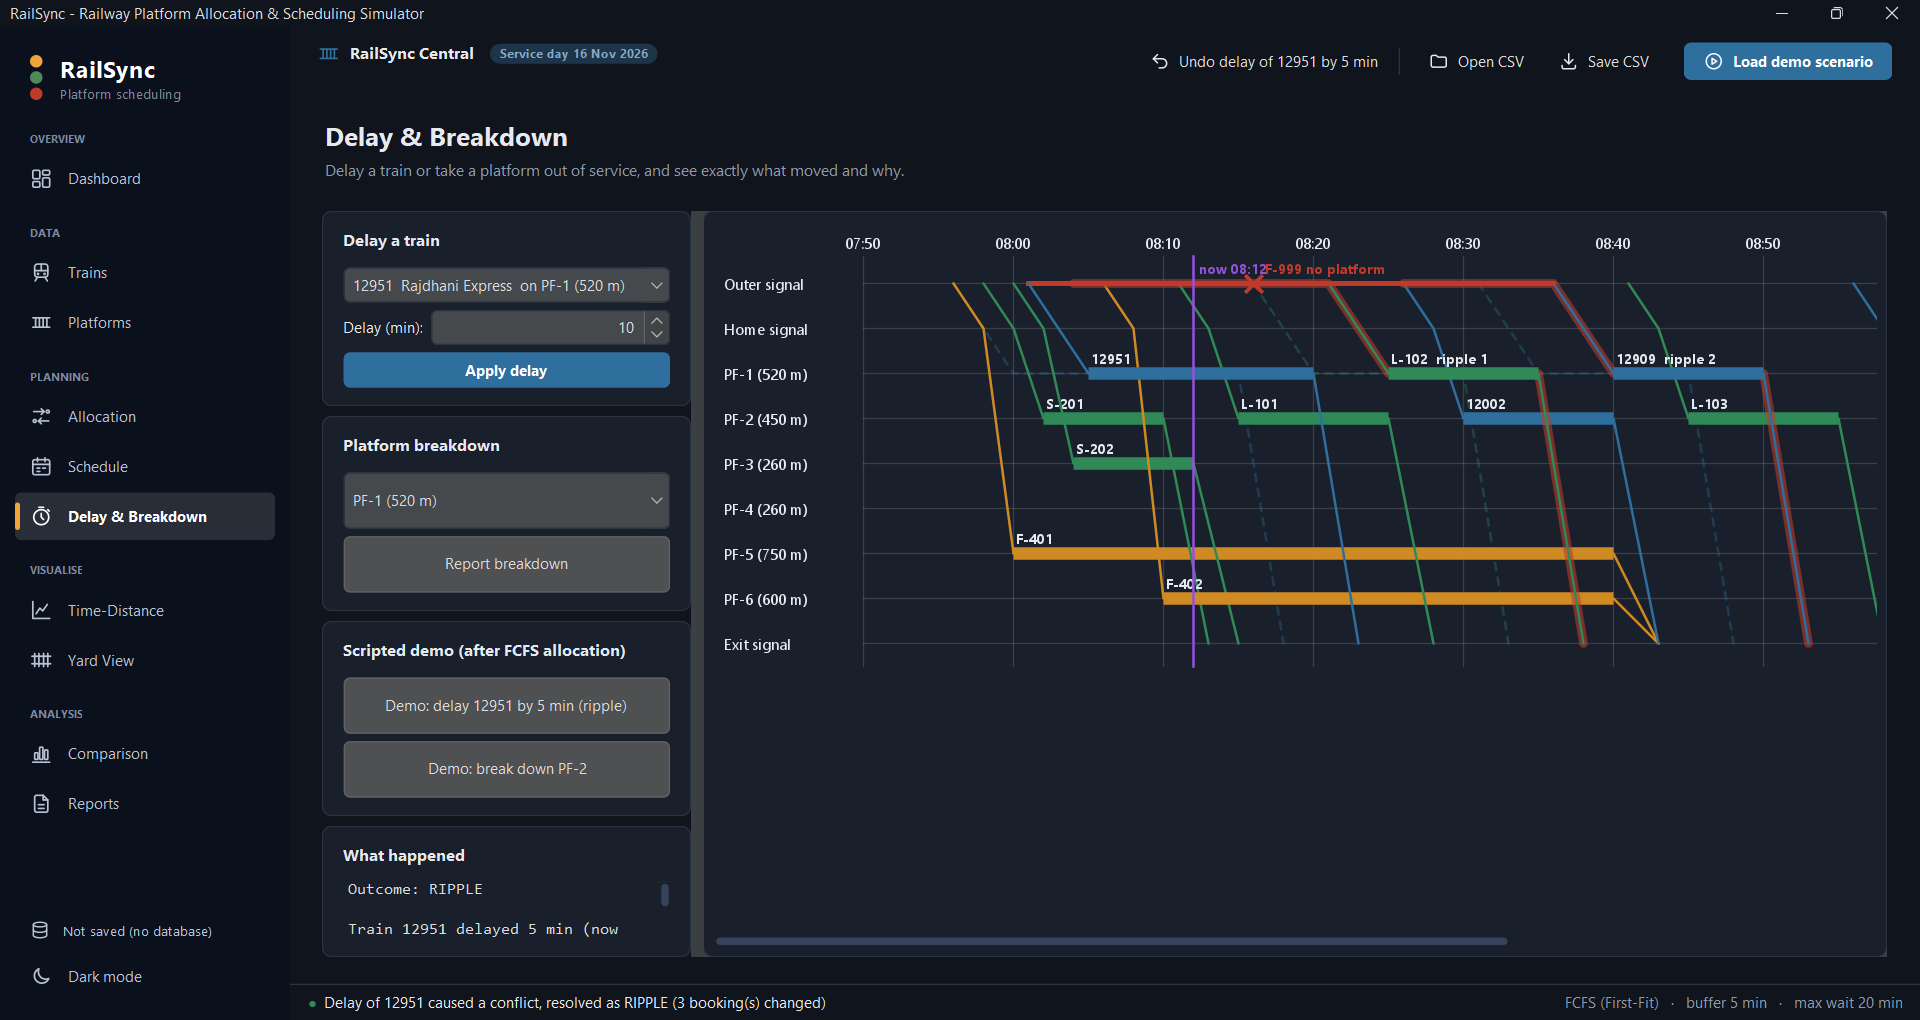 RailSync - Railway Platform Allocation & Scheduling Simulator
RailSync
Platform scheduling
OVERVIEW
Dashboard
DATA
Trains
Platforms
PLANNING
Allocation
Schedule
Delay & Breakdown
VISUALISE
Time-Distance
Yard View
ANALYSIS
Comparison
Reports
Not saved (no database)
Dark mode
RailSync Central
Service day 16 Nov 2026
Undo delay of 12951 by 5 min
Open CSV
Save CSV
Load demo scenario
Delay & Breakdown
Delay a train or take a platform out of service, and see exactly what moved and why.
Delay a train
12951 Rajdhani Express on PF-1 (520 m)
Delay (min):
10
Apply delay
Platform breakdown
PF-1 (520 m)
Report breakdown
Scripted demo (after FCFS allocation)
Demo: delay 12951 by 5 min (ripple)
Demo: break down PF-2
What happened
Outcome: RIPPLE
Train 12951 delayed 5 min (now
07:50 08:00 08:10 08:20 08:30 08:40 08:50
now 08:12
F-999 no platform
Outer signal
Home signal
12951
L-102 ripple 1
12909 ripple 2
PF-1 (520 m)
S-201
L-101
12002
L-103
PF-2 (450 m)
S-202
PF-3 (260 m)
PF-4 (260 m)
F-401
PF-5 (750 m)
F-402
PF-6 (600 m)
Exit signal
Delay of 12951 caused a conflict, resolved as RIPPLE (3 booking(s) changed)
FCFS (First-Fit) · buffer 5 min · max wait 20 min